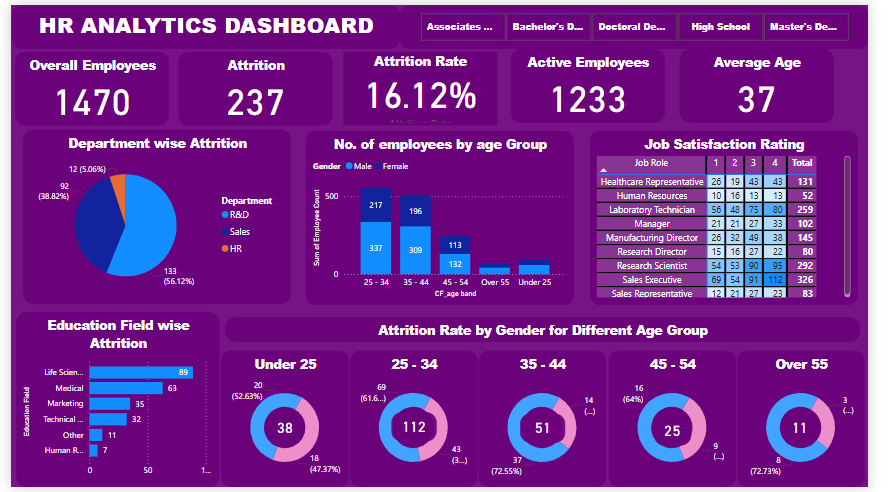 HR ANALYTICS DASHBOARD
Associates ...
Bachelor's D...
Doctoral De...
High School
Master's De...
Overall Employees
1470
Attrition
237
Attrition Rate
16.12%
Active Employees
1233
Average Age
37
Department wise Attrition
12 (5.06%)
92
(38.82%)
133
(56.12%)
Department
R&D
Sales
HR
No. of employees by age Group
Gender Male Female
Sum of Employee Count
500
0
217
337
196
309
113
132
25 - 34 35 - 44 45 - 54 Over 55 Under 25
CF_age band
Job Satisfaction Rating
Job Role 1 2 3 4 Total
Healthcare Representative 26 19 43 43 131
Human Resources 10 16 13 13 52
Laboratory Technician 56 48 75 80 259
Manager 21 21 27 33 102
Manufacturing Director 26 32 49 38 145
Research Director 15 16 27 22 80
Research Scientist 54 53 90 95 292
Sales Executive 69 54 91 112 326
Sales Representative 12 21 27 23 83
Education Field wise
Attrition
Education Field
Life Scien... 89
Medical 63
Marketing 35
Technical ... 32
Other 11
Human R... 7
0 50 1...
Attrition Rate by Gender for Different Age Group
Under 25
20
(52.63%)
38
18
(47.37%)
25 - 34
69
(61.6...)
112
43
(3...)
35 - 44
14
(...)
51
37
(72.55%)
45 - 54
16
(64%)
25
9
(...)
Over 55
3
(...)
11
8
(72.73%)